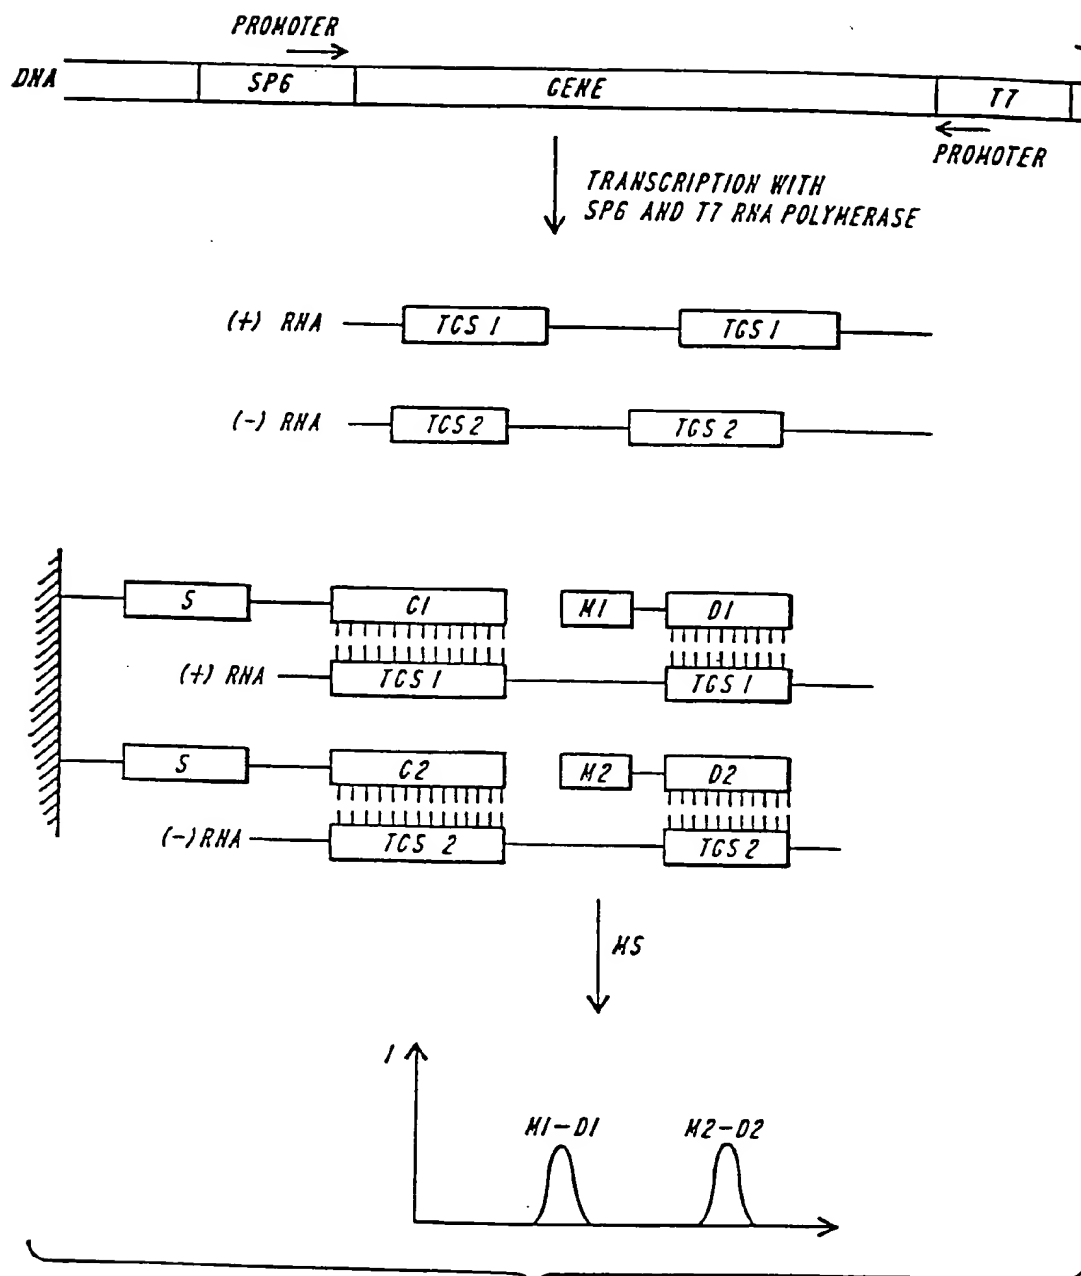 PROMOTER
DNA
SP6
GENE
T7
PROMOTER
TRANSCRIPTION WITH
SP6 AND T7 RNA POLYMERASE
(+) RNA
TCS 1
TCS 1
(-) RNA
TCS 2
TCS 2
S
C1
M1
D1
(+) RNA
TCS 1
TCS 1
S
C2
M2
D2
(-) RNA
TCS 2
TCS 2
MS
I
M1-D1
M2-D2